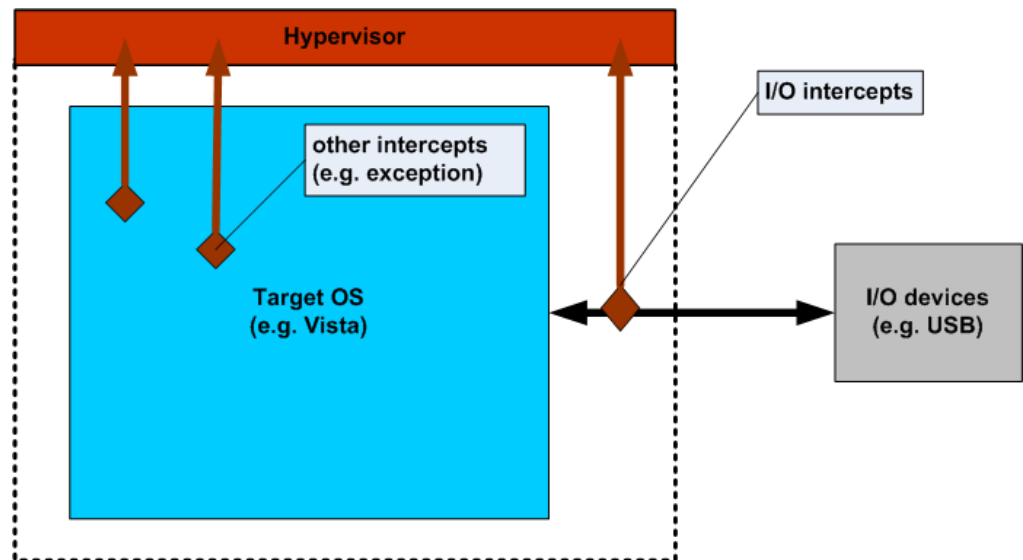 Hypervisor
I/O intercepts
other intercepts
(e.g. exception)
Target OS
(e.g. Vista)
I/O devices
(e.g. USB)